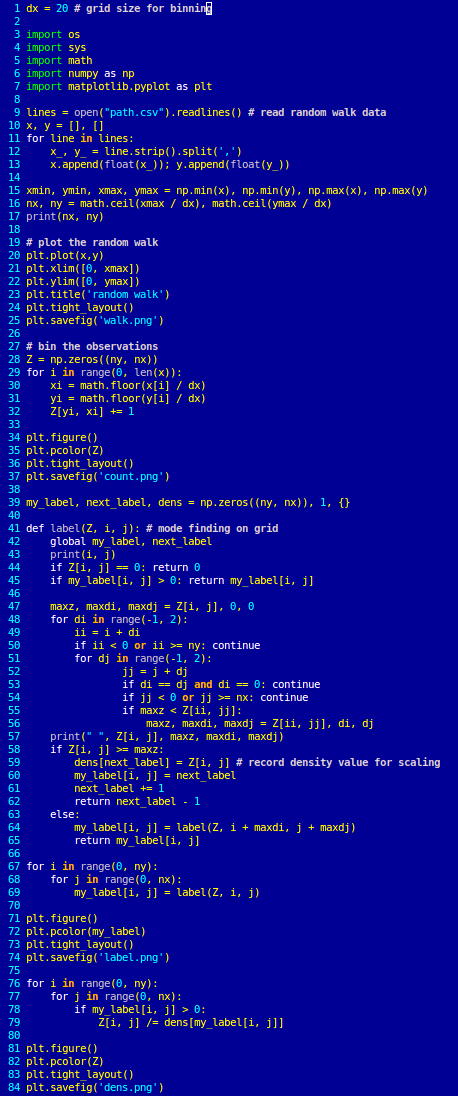 1 dx = 20 # grid size for binning
2
3 import os
4 import sys
5 import math
6 import numpy as np
7 import matplotlib.pyplot as plt
8
9 lines = open("path.csv").readlines() # read random walk data
10 x, y = [], []
11 for line in lines:
12     x_, y_ = line.strip().split(',')
13     x.append(float(x_)); y.append(float(y_))
14
15 xmin, ymin, xmax, ymax = np.min(x), np.min(y), np.max(x), np.max(y)
16 nx, ny = math.ceil(xmax / dx), math.ceil(ymax / dx)
17 print(nx, ny)
18
19 # plot the random walk
20 plt.plot(x,y)
21 plt.xlim([0, xmax])
22 plt.ylim([0, ymax])
23 plt.title('random walk')
24 plt.tight_layout()
25 plt.savefig('walk.png')
26
27 # bin the observations
28 Z = np.zeros((ny, nx))
29 for i in range(0, len(x)):
30     xi = math.floor(x[i] / dx)
31     yi = math.floor(y[i] / dx)
32     Z[yi, xi] += 1
33
34 plt.figure()
35 plt.pcolor(Z)
36 plt.tight_layout()
37 plt.savefig('count.png')
38
39 my_label, next_label, dens = np.zeros((ny, nx)), 1, {}
40
41 def label(Z, i, j): # mode finding on grid
42     global my_label, next_label
43     print(i, j)
44     if Z[i, j] == 0: return 0
45     if my_label[i, j] > 0: return my_label[i, j]
46
47     maxz, maxdi, maxdj = Z[i, j], 0, 0
48     for di in range(-1, 2):
49         ii = i + di
50         if ii < 0 or ii >= ny: continue
51         for dj in range(-1, 2):
52                 jj = j + dj
53                 if di == dj and di == 0: continue
54                 if jj < 0 or jj >= nx: continue
55                 if maxz < Z[ii, jj]:
56                     maxz, maxdi, maxdj = Z[ii, jj], di, dj
57     print(" ", Z[i, j], maxz, maxdi, maxdj)
58     if Z[i, j] >= maxz:
59         dens[next_label] = Z[i, j] # record density value for scaling
60         my_label[i, j] = next_label
61         next_label += 1
62         return next_label - 1
63     else:
64         my_label[i, j] = label(Z, i + maxdi, j + maxdj)
65         return my_label[i, j]
66
67 for i in range(0, ny):
68     for j in range(0, nx):
69         my_label[i, j] = label(Z, i, j)
70
71 plt.figure()
72 plt.pcolor(my_label)
73 plt.tight_layout()
74 plt.savefig('label.png')
75
76 for i in range(0, ny):
77     for j in range(0, nx):
78         if my_label[i, j] > 0:
79             Z[i, j] /= dens[my_label[i, j]]
80
81 plt.figure()
82 plt.pcolor(Z)
83 plt.tight_layout()
84 plt.savefig('dens.png')